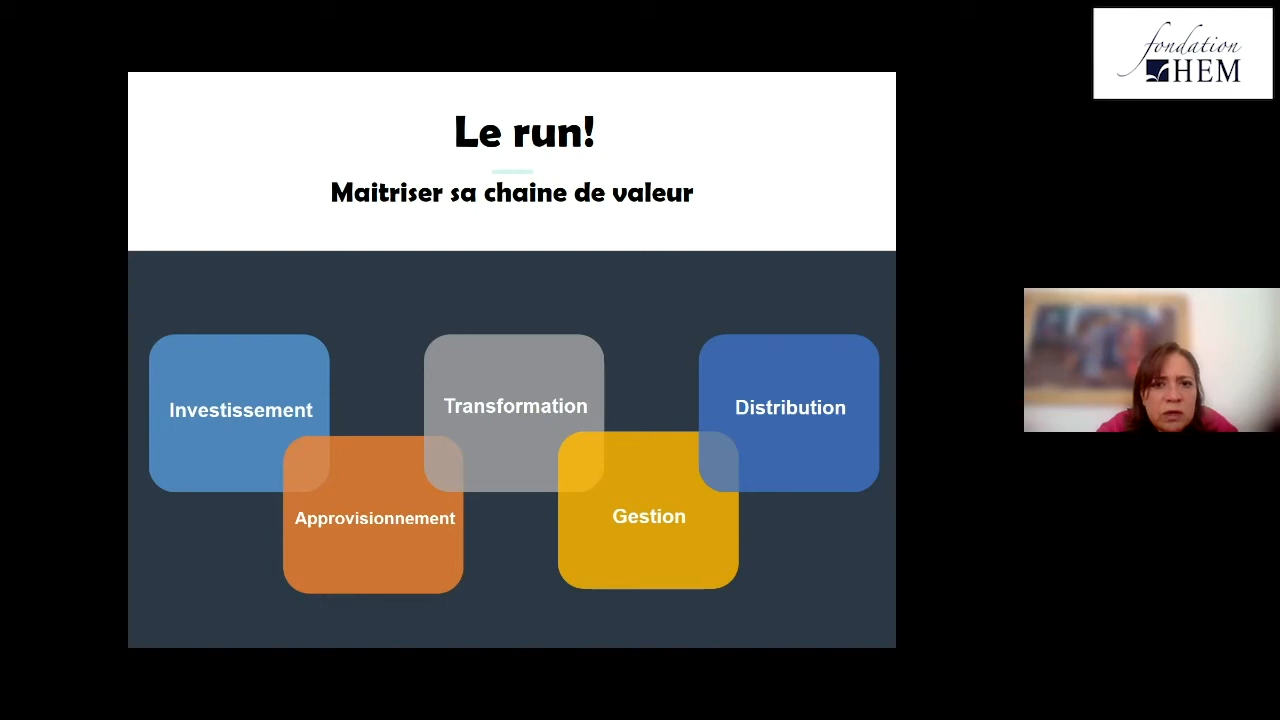 fondation
HEM
Le run!
Maitriser sa chaine de valeur
Investissement
Transformation
Distribution
Approvisionnement
Gestion